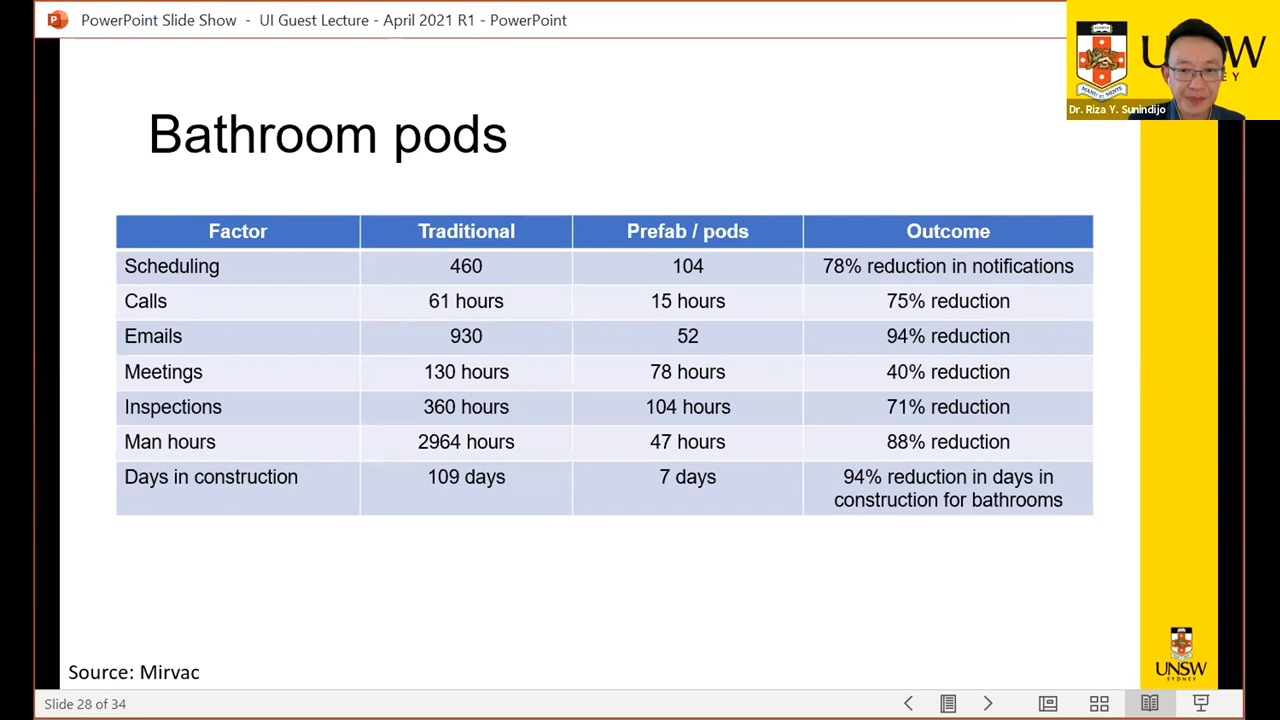 PowerPoint Slide Show - UI Guest Lecture - April 2021 R1 - PowerPoint
UNSW
Dr. Riza Y. Sunindijo
Bathroom pods
Factor Traditional Prefab / pods Outcome
Scheduling 460 104 78% reduction in notifications
Calls 61 hours 15 hours 75% reduction
Emails 930 52 94% reduction
Meetings 130 hours 78 hours 40% reduction
Inspections 360 hours 104 hours 71% reduction
Man hours 2964 hours 47 hours 88% reduction
Days in construction 109 days 7 days 94% reduction in days in
construction for bathrooms
Source: Mirvac
UNSW
SYDNEY
Slide 28 of 34